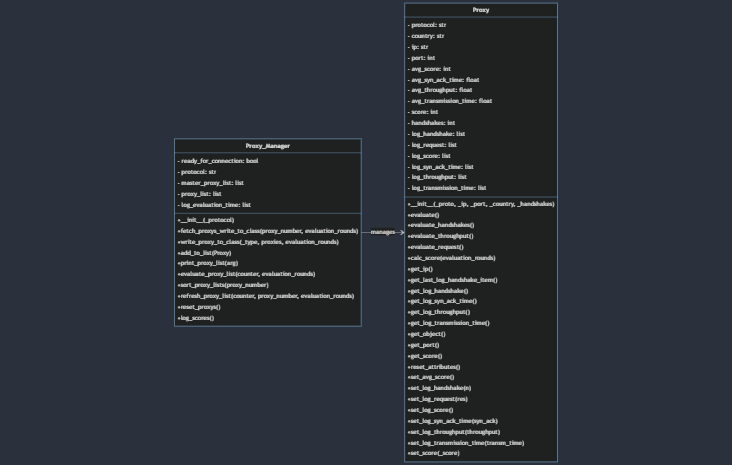 Proxy_Manager
- ready_for_connection: bool
- protocol: str
- master_proxy_list: list
- proxy_list: list
- log_evaluation_time: list
+__init__(_protocol)
+fetch_proxys_write_to_class(proxy_number, evaluation_rounds)
+write_proxy_to_class(_type, proxies, evaluation_rounds)
+add_to_list(Proxy)
+print_proxy_list(arg)
+evaluate_proxy_list(counter, evaluation_rounds)
+sort_proxy_lists(proxy_number)
+refresh_proxy_list(counter, proxy_number, evaluation_rounds)
+reset_proxys()
+log_scores()
manages
Proxy
- protocol: str
- country: str
- ip: str
- port: int
- avg_score: int
- avg_syn_ack_time: float
- avg_throughput: float
- avg_transmission_time: float
- score: int
- handshakes: int
- log_handshake: list
- log_request: list
- log_score: list
- log_syn_ack_time: list
- log_throughput: list
- log_transmission_time: list
+__init__(_proto, _ip, _port, _country, _handshakes)
+evaluate()
+evaluate_handshakes()
+evaluate_throughput()
+evaluate_request()
+calc_score(evaluation_rounds)
+get_ip()
+get_last_log_handshake_item()
+get_log_handshake()
+get_log_syn_ack_time()
+get_log_throughput()
+get_log_transmission_time()
+get_object()
+get_port()
+get_score()
+reset_attributes()
+set_avg_score()
+set_log_handshake(n)
+set_log_request(res)
+set_log_score()
+set_log_syn_ack_time(syn_ack)
+set_log_throughput(throughput)
+set_log_transmission_time(transm_time)
+set_score(_score)